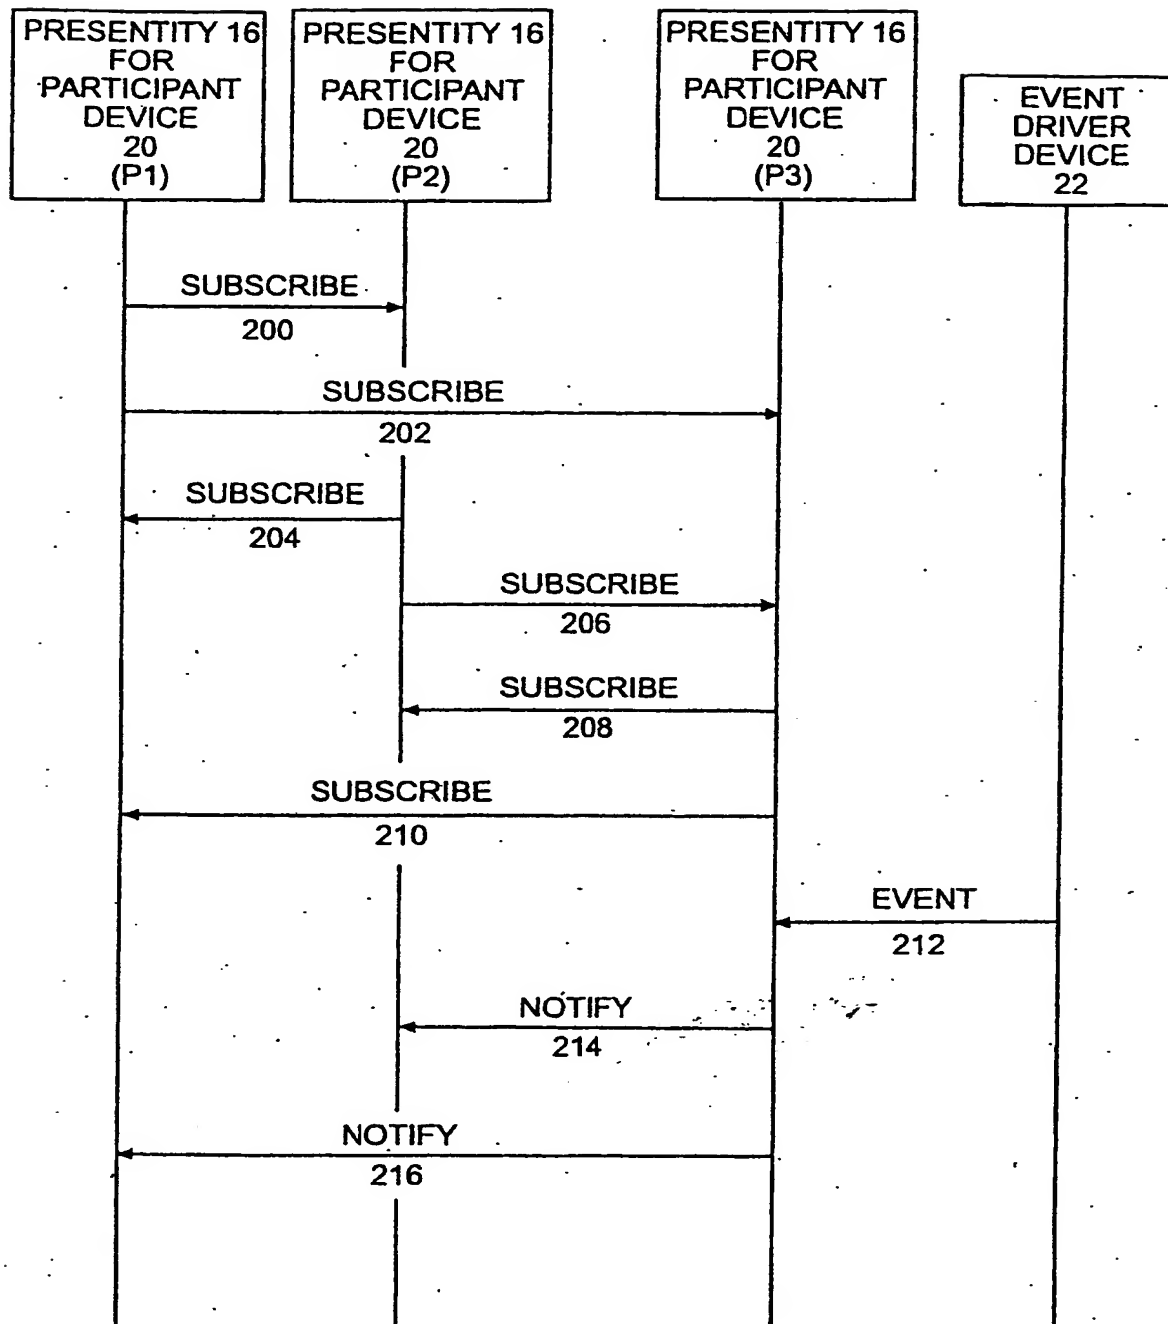 PRESENTITY 16
FOR
PARTICIPANT
DEVICE
20
(P1)
PRESENTITY 16
FOR
PARTICIPANT
DEVICE
20
(P2)
PRESENTITY 16
FOR
PARTICIPANT
DEVICE
20
(P3)
EVENT
DRIVER
DEVICE
22
SUBSCRIBE
200
SUBSCRIBE
202
SUBSCRIBE
204
SUBSCRIBE
206
SUBSCRIBE
208
SUBSCRIBE
210
EVENT
212
NOTIFY
214
NOTIFY
216